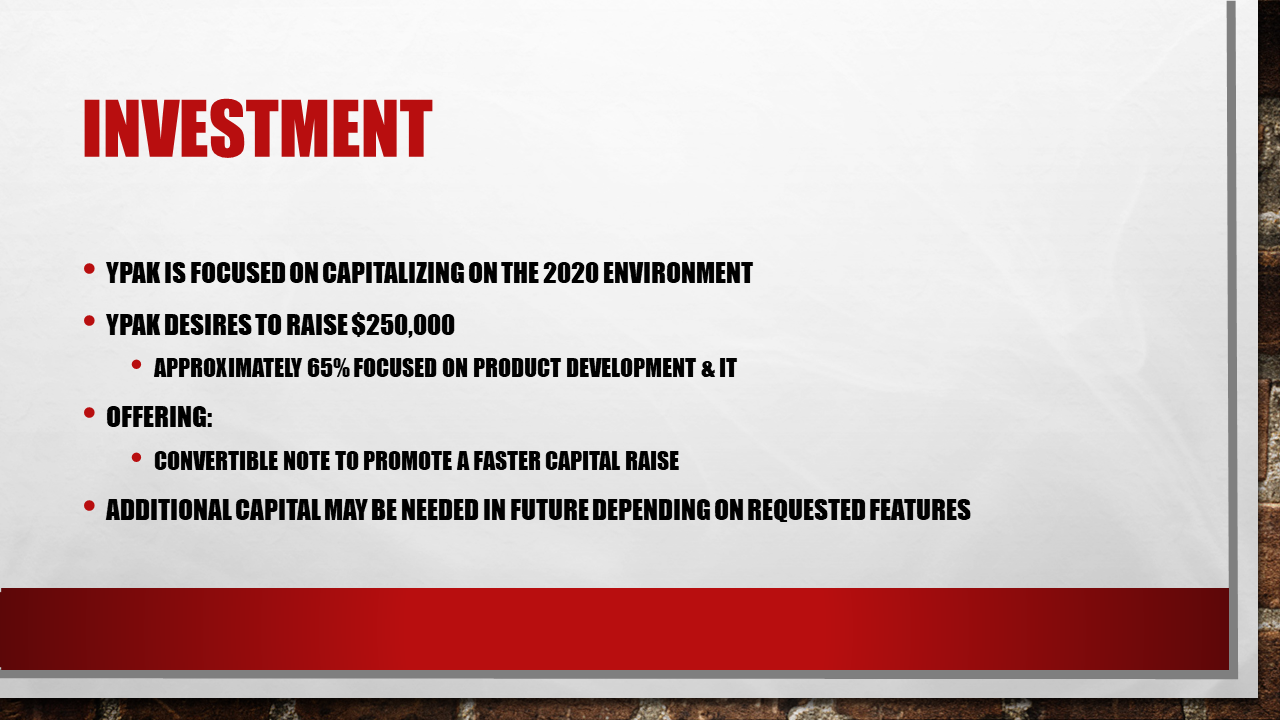 INVESTMENT
• YPAK IS FOCUSED ON CAPITALIZING ON THE 2020 ENVIRONMENT
• YPAK DESIRES TO RAISE $250,000
• APPROXIMATELY 65% FOCUSED ON PRODUCT DEVELOPMENT & IT
• OFFERING:
• CONVERTIBLE NOTE TO PROMOTE A FASTER CAPITAL RAISE
• ADDITIONAL CAPITAL MAY BE NEEDED IN FUTURE DEPENDING ON REQUESTED FEATURES